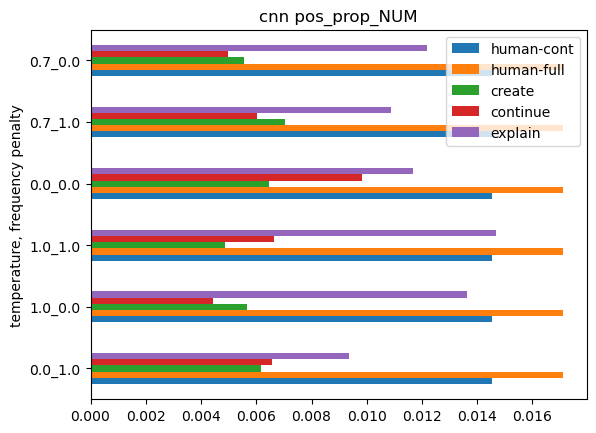 cnn pos_prop_NUM
human-cont
human-full
create
continue
explain
temperature, frequency penalty
0.7_0.0
0.7_1.0
0.0_0.0
1.0_1.0
1.0_0.0
0.0_1.0
0.000 0.002 0.004 0.006 0.008 0.010 0.012 0.014 0.016